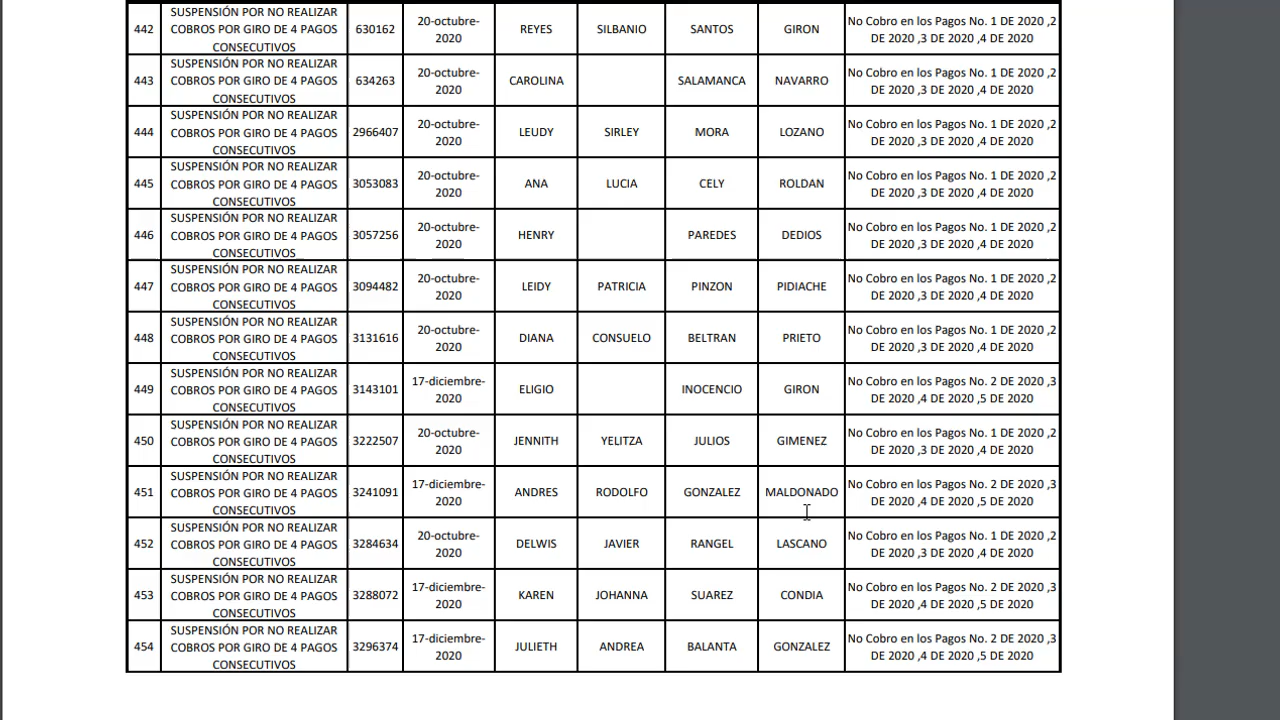 442 SUSPENSIÓN POR NO REALIZAR COBROS POR GIRO DE 4 PAGOS CONSECUTIVOS 630162 20-octubre-2020 REYES SILBANIO SANTOS GIRON No Cobro en los Pagos No. 1 DE 2020 ,2 DE 2020 ,3 DE 2020 ,4 DE 2020
443 SUSPENSIÓN POR NO REALIZAR COBROS POR GIRO DE 4 PAGOS CONSECUTIVOS 634263 20-octubre-2020 CAROLINA SALAMANCA NAVARRO No Cobro en los Pagos No. 1 DE 2020 ,2 DE 2020 ,3 DE 2020 ,4 DE 2020
444 SUSPENSIÓN POR NO REALIZAR COBROS POR GIRO DE 4 PAGOS CONSECUTIVOS 2966407 20-octubre-2020 LEUDY SIRLEY MORA LOZANO No Cobro en los Pagos No. 1 DE 2020 ,2 DE 2020 ,3 DE 2020 ,4 DE 2020
445 SUSPENSIÓN POR NO REALIZAR COBROS POR GIRO DE 4 PAGOS CONSECUTIVOS 3053083 20-octubre-2020 ANA LUCIA CELY ROLDAN No Cobro en los Pagos No. 1 DE 2020 ,2 DE 2020 ,3 DE 2020 ,4 DE 2020
446 SUSPENSIÓN POR NO REALIZAR COBROS POR GIRO DE 4 PAGOS CONSECUTIVOS 3057256 20-octubre-2020 HENRY PAREDES DEDIOS No Cobro en los Pagos No. 1 DE 2020 ,2 DE 2020 ,3 DE 2020 ,4 DE 2020
447 SUSPENSIÓN POR NO REALIZAR COBROS POR GIRO DE 4 PAGOS CONSECUTIVOS 3094482 20-octubre-2020 LEIDY PATRICIA PINZON PIDIACHE No Cobro en los Pagos No. 1 DE 2020 ,2 DE 2020 ,3 DE 2020 ,4 DE 2020
448 SUSPENSIÓN POR NO REALIZAR COBROS POR GIRO DE 4 PAGOS CONSECUTIVOS 3131616 20-octubre-2020 DIANA CONSUELO BELTRAN PRIETO No Cobro en los Pagos No. 1 DE 2020 ,2 DE 2020 ,3 DE 2020 ,4 DE 2020
449 SUSPENSIÓN POR NO REALIZAR COBROS POR GIRO DE 4 PAGOS CONSECUTIVOS 3143101 17-diciembre-2020 ELIGIO INOCENCIO GIRON No Cobro en los Pagos No. 2 DE 2020 ,3 DE 2020 ,4 DE 2020 ,5 DE 2020
450 SUSPENSIÓN POR NO REALIZAR COBROS POR GIRO DE 4 PAGOS CONSECUTIVOS 3222507 20-octubre-2020 JENNITH YELITZA JULIOS GIMENEZ No Cobro en los Pagos No. 1 DE 2020 ,2 DE 2020 ,3 DE 2020 ,4 DE 2020
451 SUSPENSIÓN POR NO REALIZAR COBROS POR GIRO DE 4 PAGOS CONSECUTIVOS 3241091 17-diciembre-2020 ANDRES RODOLFO GONZALEZ MALDONADO No Cobro en los Pagos No. 2 DE 2020 ,3 DE 2020 ,4 DE 2020 ,5 DE 2020
452 SUSPENSIÓN POR NO REALIZAR COBROS POR GIRO DE 4 PAGOS CONSECUTIVOS 3284634 20-octubre-2020 DELWIS JAVIER RANGEL LASCANO No Cobro en los Pagos No. 1 DE 2020 ,2 DE 2020 ,3 DE 2020 ,4 DE 2020
453 SUSPENSIÓN POR NO REALIZAR COBROS POR GIRO DE 4 PAGOS CONSECUTIVOS 3288072 17-diciembre-2020 KAREN JOHANNA SUAREZ CONDIA No Cobro en los Pagos No. 2 DE 2020 ,3 DE 2020 ,4 DE 2020 ,5 DE 2020
454 SUSPENSIÓN POR NO REALIZAR COBROS POR GIRO DE 4 PAGOS CONSECUTIVOS 3296374 17-diciembre-2020 JULIETH ANDREA BALANTA GONZALEZ No Cobro en los Pagos No. 2 DE 2020 ,3 DE 2020 ,4 DE 2020 ,5 DE 2020